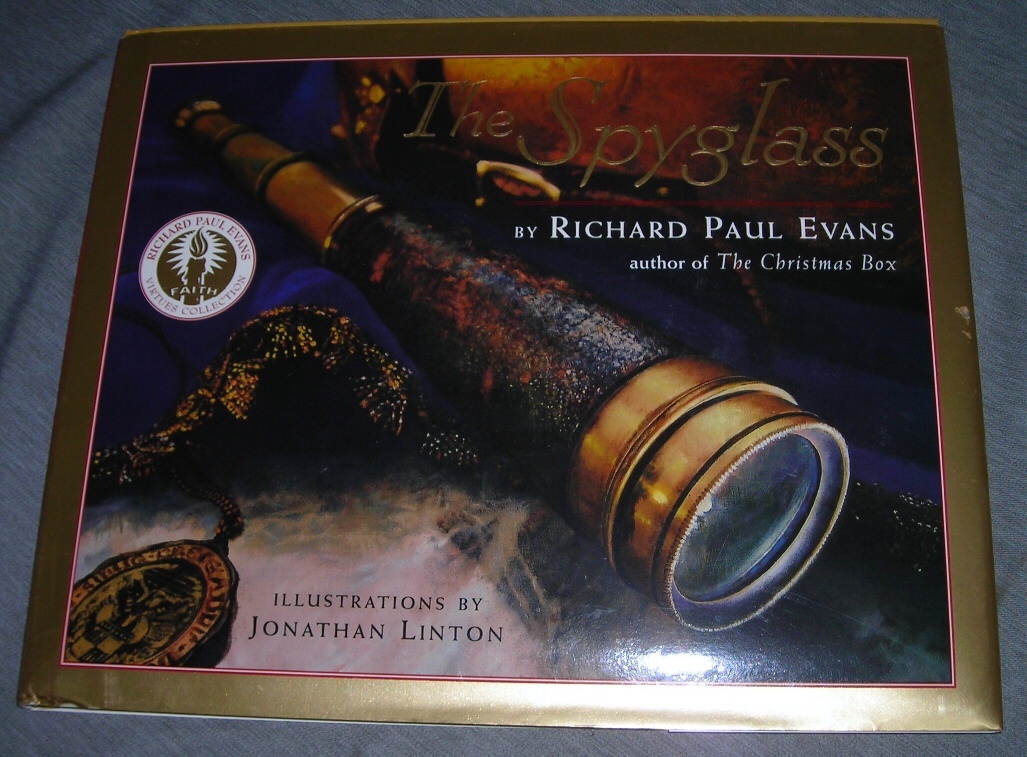 The Spyglass
BY RICHARD PAUL EVANS
author of The Christmas Box
RICHARD PAUL EVANS
FAITH
VIRTUES COLLECTION
ILLUSTRATIONS BY
JONATHAN LINTON